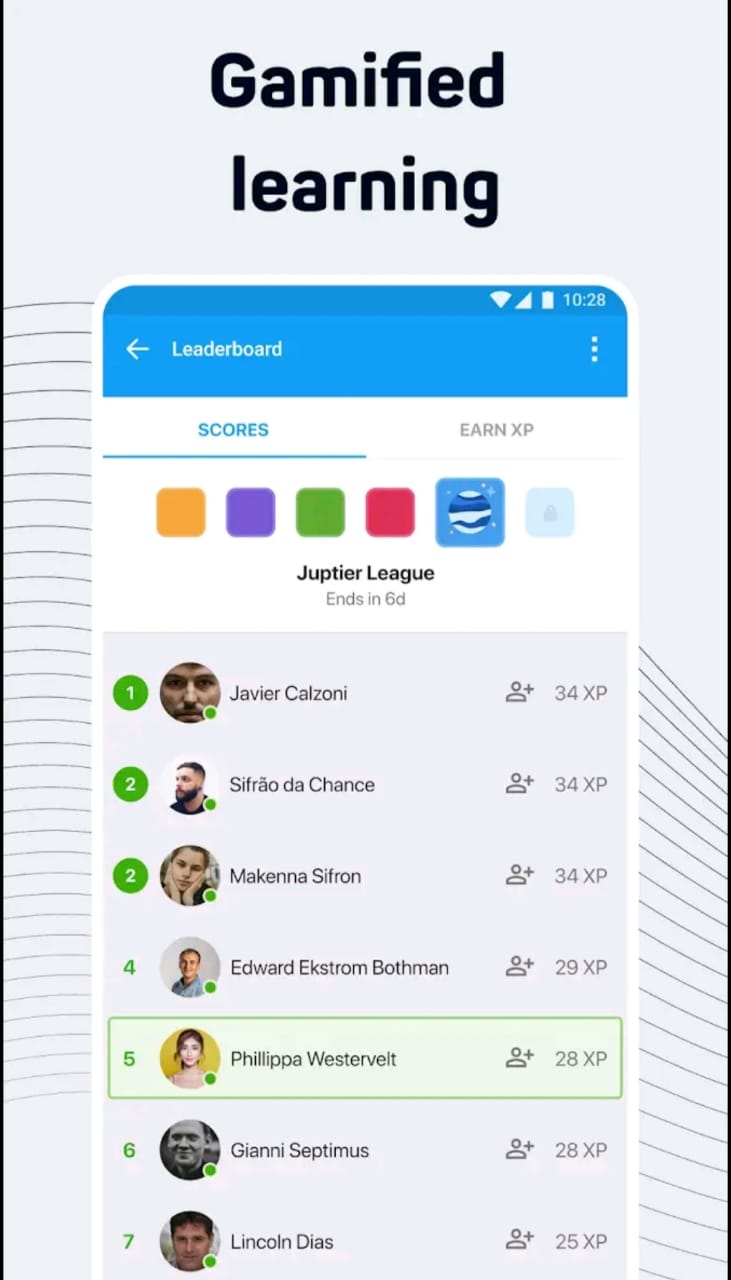 Gamified
learning
10:28
Leaderboard
SCORES
EARN XP
Juptier League
Ends in 6d
1 Javier Calzoni 34 XP
2 Sifrão da Chance 34 XP
2 Makenna Sifron 34 XP
4 Edward Ekstrom Bothman 29 XP
5 Phillippa Westervelt 28 XP
6 Gianni Septimus 28 XP
7 Lincoln Dias 25 XP